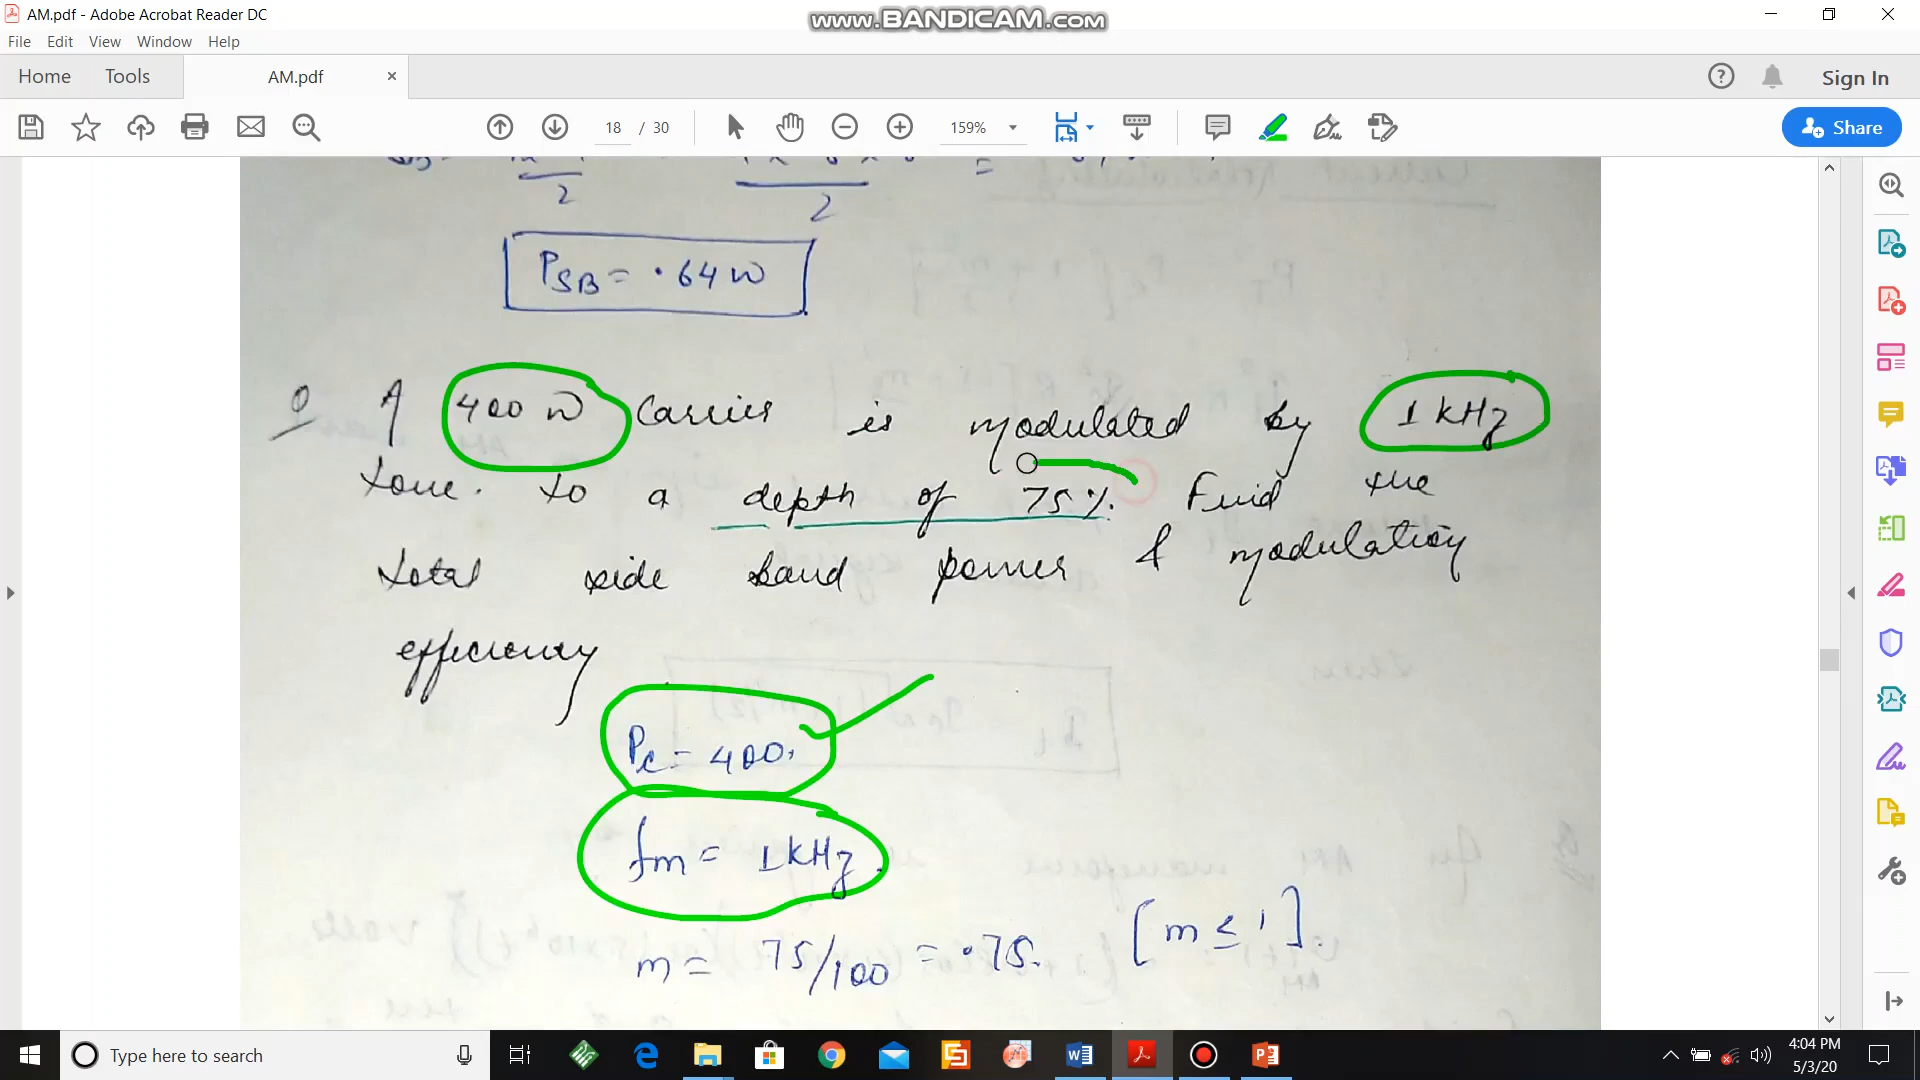 AM.pdf - Adobe Acrobat Reader DC
www.BANDICAM.com
File Edit View Window Help
Home Tools AM.pdf × Sign In
18 / 30 159% Share
2 2
PSB = .64 W
Q A 400 W Carrier is modulated by 1 kHz
tone. to a depth of 75%. Find the
total side band power & modulation
efficiency
Pc = 400.
fm = 1kHz.
m = 75/100 = .75. [m ≤ 1].
Type here to search
4:04 PM
5/3/20